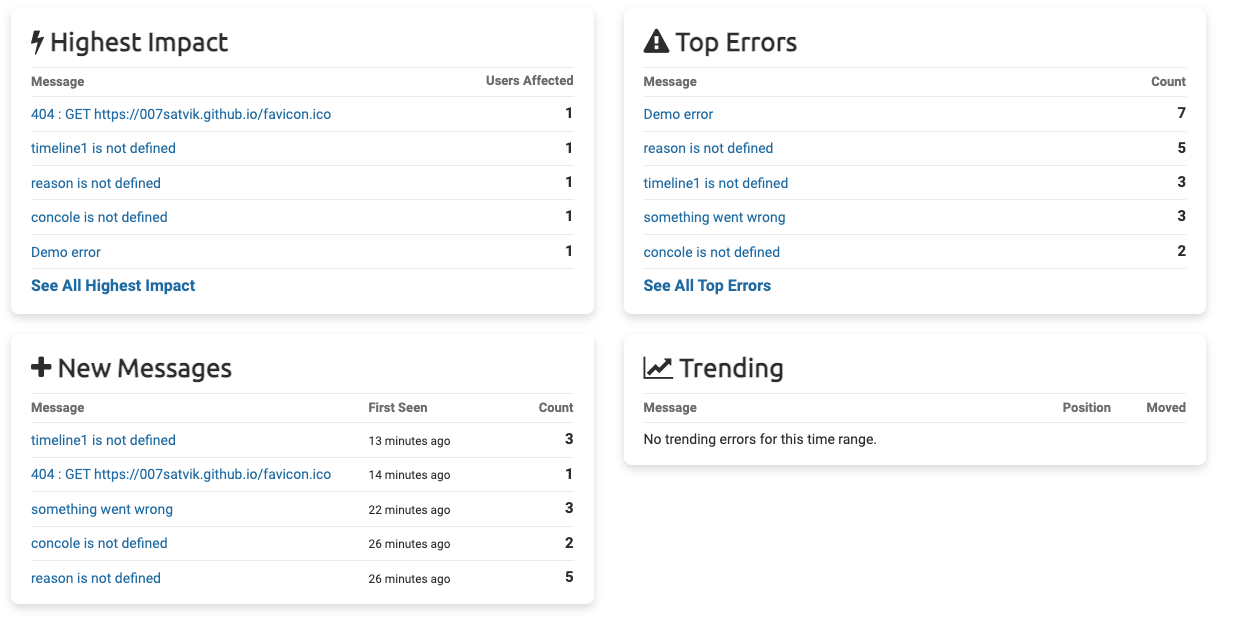 Highest Impact
Message Users Affected
404 : GET https://007satvik.github.io/favicon.ico 1
timeline1 is not defined 1
reason is not defined 1
concole is not defined 1
Demo error 1
See All Highest Impact
Top Errors
Message Count
Demo error 7
reason is not defined 5
timeline1 is not defined 3
something went wrong 3
concole is not defined 2
See All Top Errors
New Messages
Message First Seen Count
timeline1 is not defined 13 minutes ago 3
404 : GET https://007satvik.github.io/favicon.ico 14 minutes ago 1
something went wrong 22 minutes ago 3
concole is not defined 26 minutes ago 2
reason is not defined 26 minutes ago 5
Trending
Message Position Moved
No trending errors for this time range.